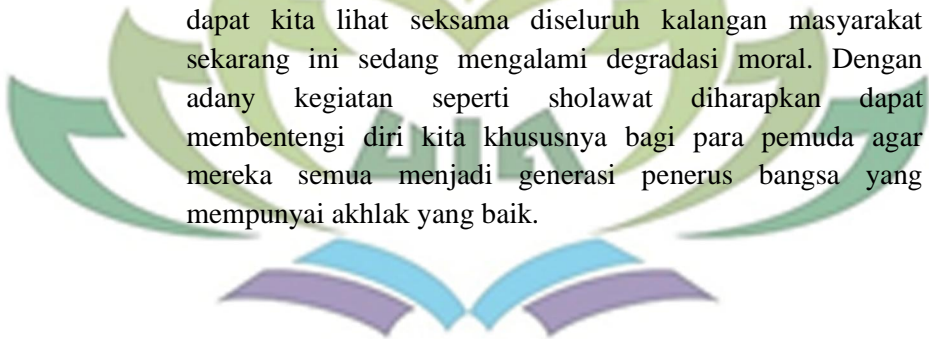 dapat kita lihat seksama diseluruh kalangan masyarakat
sekarang ini sedang mengalami degradasi moral. Dengan
adany kegiatan seperti sholawat diharapkan dapat
membentengi diri kita khususnya bagi para pemuda agar
mereka semua menjadi generasi penerus bangsa yang
mempunyai akhlak yang baik.